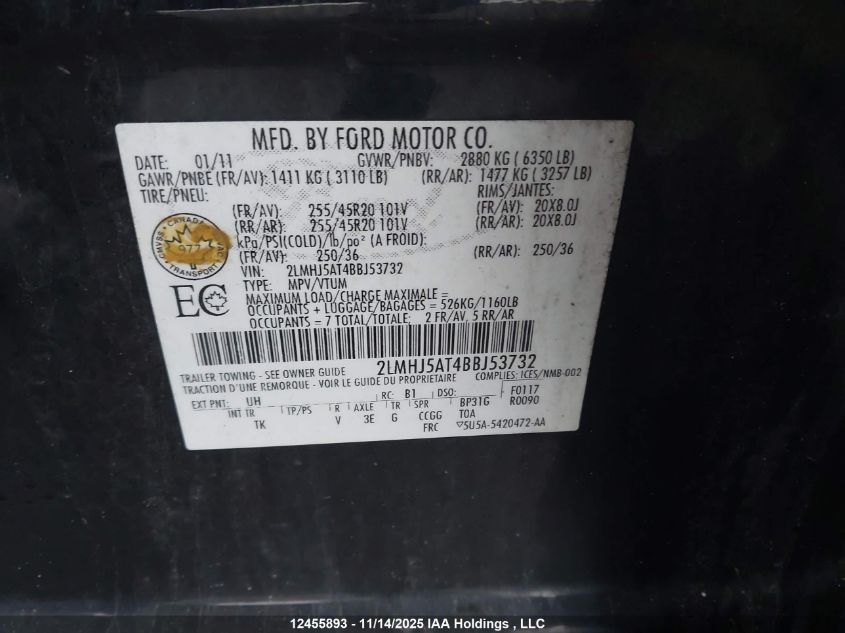 MFD. BY FORD MOTOR CO.
DATE: 01/11 GVWR/PNBV: 2880 KG ( 6350 LB)
GAWR/PNBE (FR/AV): 1411 KG ( 3110 LB) (RR/AR): 1477 KG ( 3257 LB)
TIRE/PNEU: RIMS/JANTES:
(FR/AV): 255/45R20 101V (FR/AV): 20X8.0J
(RR/AR): 255/45R20 101V (RR/AR): 20X8.0J
kPa/PSI(COLD)/lb/po² (A FROID):
(FR/AV): 250/36 (RR/AR): 250/36
VIN: 2LMHJ5AT4BBJ53732
TYPE: MPV/VTUM
CANADA
CMVSS
977
TRANSPORT
EC
MAXIMUM LOAD/CHARGE MAXIMALE =
OCCUPANTS + LUGGAGE/BAGAGES = 526KG/1160LB
OCCUPANTS = 7 TOTAL/TOTALE: 2 FR/AV, 5 RR/AR
2LMHJ5AT4BBJ53732
TRAILER TOWING - SEE OWNER GUIDE COMPLIES: ICES/NMB-002
TRACTION D'UNE REMORQUE - VOIR LE GUIDE DU PROPRIETAIRE
EXT PNT: UH RC: B1 DSO: F0117
INT TR TP/PS R AXLE TR SPR BP31G R0090
TK V 3E G CCGG TOA
FRC ▽5U5A-5420472-AA
12455893 - 11/14/2025 IAA Holdings , LLC